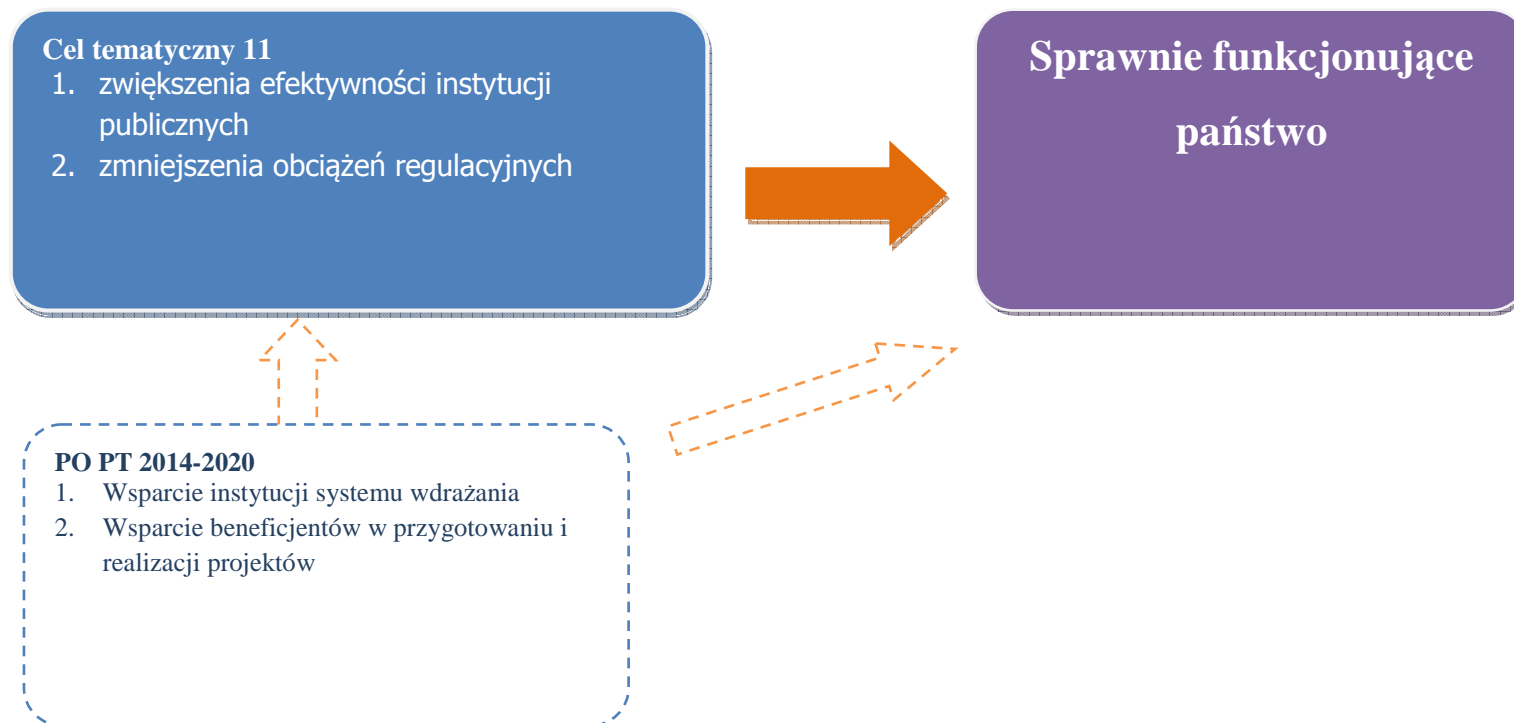 Cel tematyczny 11
1. zwiększenia efektywności instytucji
publicznych
2. zmniejszenia obciążeń regulacyjnych
Sprawnie funkcjonujące
państwo
PO PT 2014-2020
1. Wsparcie instytucji systemu wdrażania
2. Wsparcie beneficjentów w przygotowaniu i
realizacji projektów